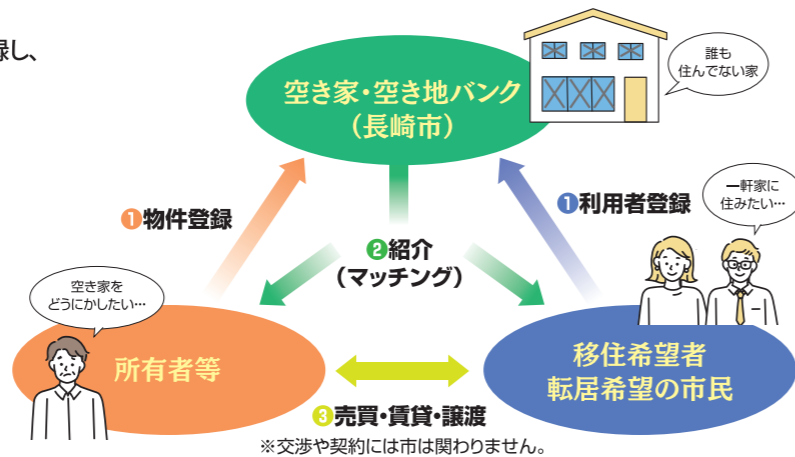 録し、
空き家・空き地バンク
（長崎市）
誰も
住んでない家
❶物件登録
❶利用者登録
一軒家に
住みたい…
❷紹介
（マッチング）
空き家を
どうにかしたい…
所有者等
移住希望者
転居希望の市民
❸売買・賃貸・譲渡
※交渉や契約には市は関わりません。